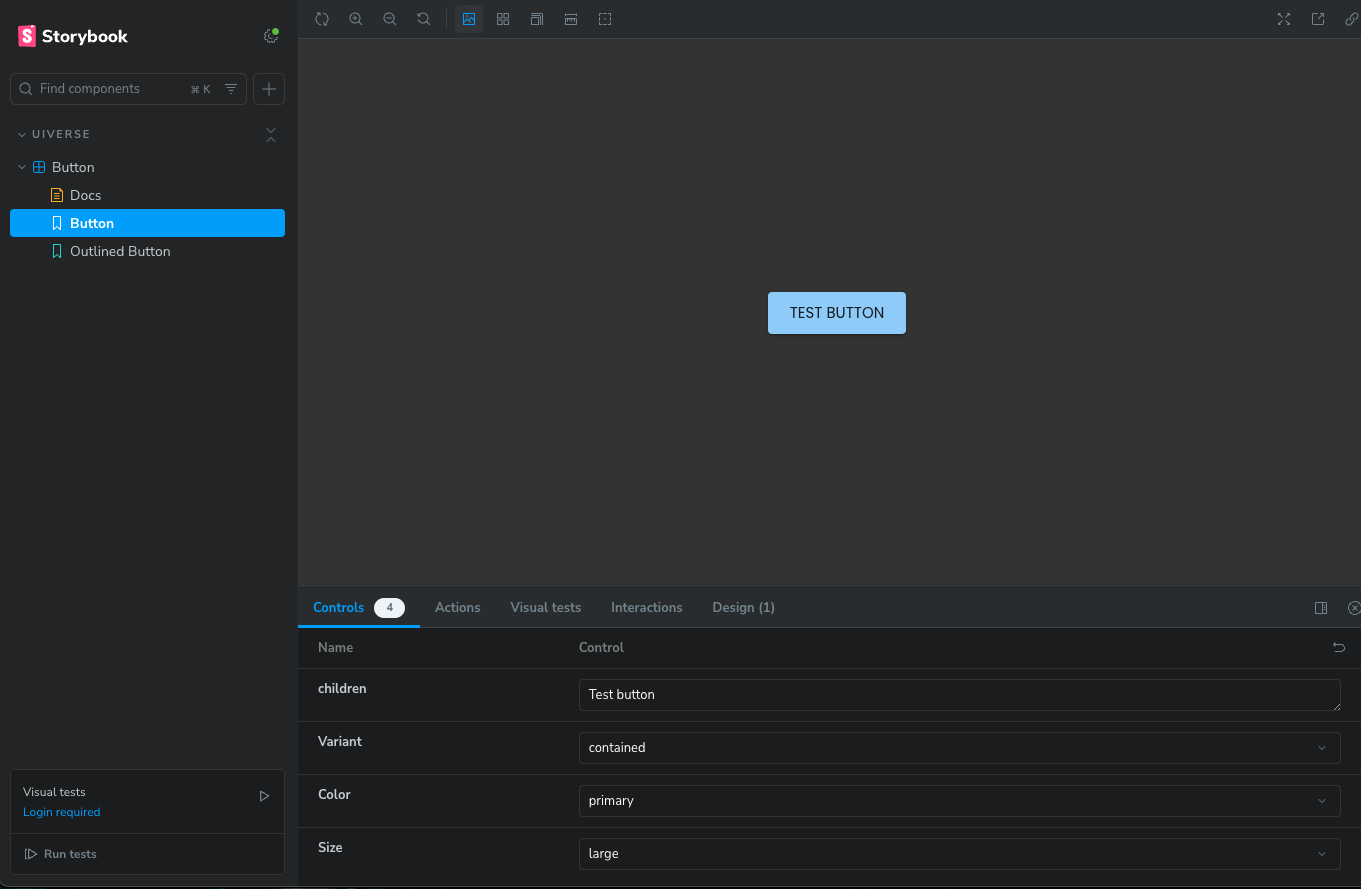 Storybook
Find components
⌘ K
UIVERSE
Button
Docs
Button
Outlined Button
Visual tests
Login required
Run tests
TEST BUTTON
Controls 4 Actions Visual tests Interactions Design (1)
Name Control
children Test button
Variant contained
Color primary
Size large